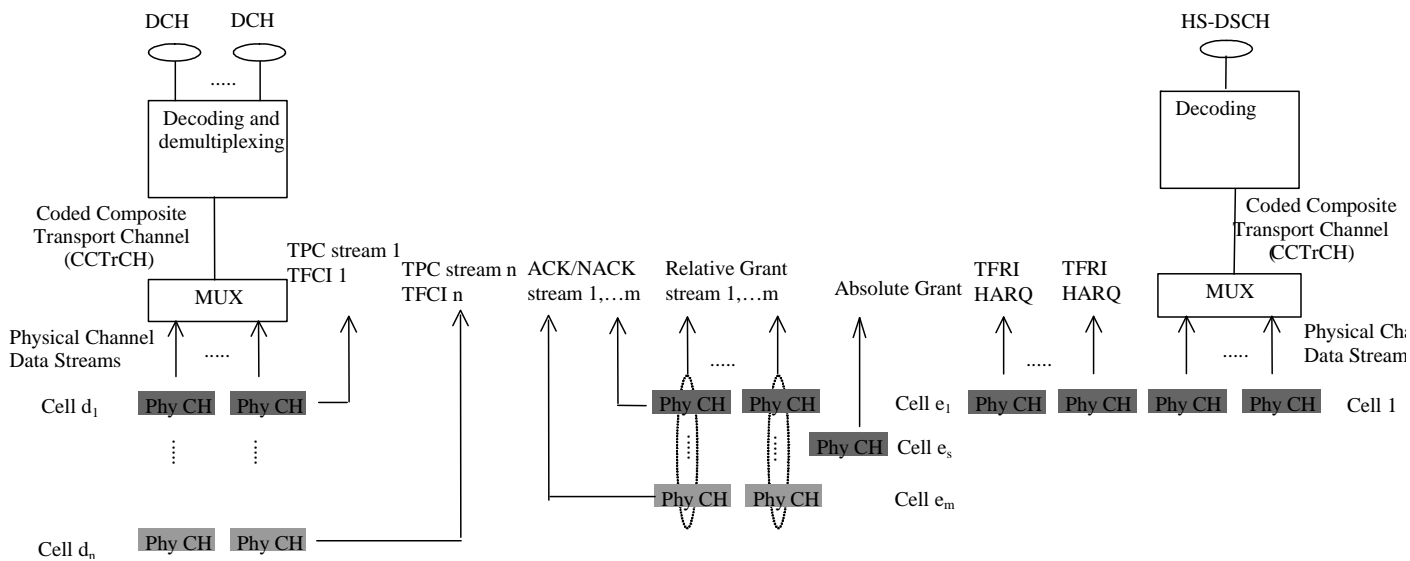 DCH DCH HS-DSCH
.....
Decoding and
demultiplexing
Decoding
Coded Composite
Transport Channel
(CCTrCH)
Coded Composite
Transport Channel
(CCTrCH)
TPC stream 1
TFCI 1
TPC stream n
TFCI n
ACK/NACK
stream 1,…m
Relative Grant
stream 1,…m
Absolute Grant
TFRI
HARQ
TFRI
HARQ
MUX
MUX
Physical Channel
Data Streams
.....
.....
.....
.....
Physical Cha
Data Stream
Cell d1 Phy CH Phy CH
Phy CH Phy CH Cell e1
Phy CH Phy CH Phy CH Phy CH Cell 1
Phy CH Cell es
Phy CH Phy CH Cell em
Cell dn Phy CH Phy CH